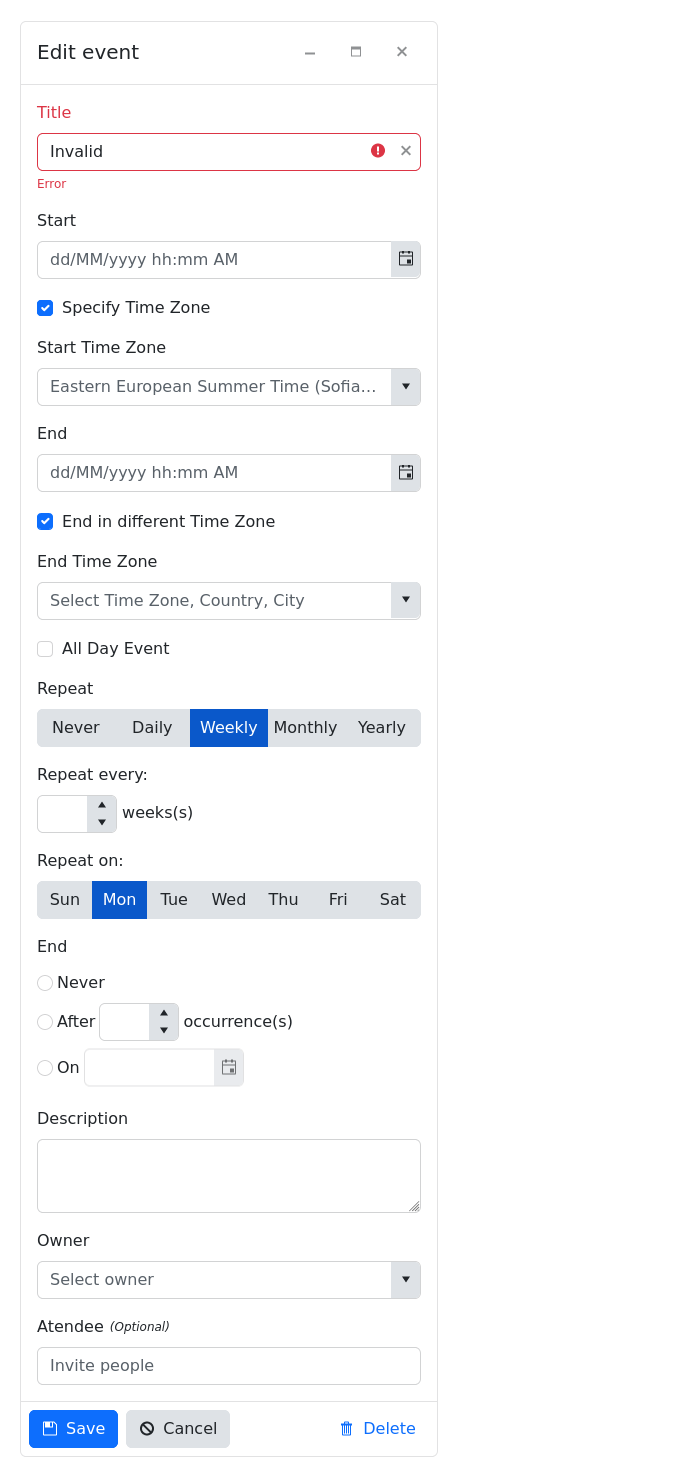 Edit event
Title
Invalid
Error
Start
dd/MM/yyyy hh:mm AM
Specify Time Zone
Start Time Zone
Eastern European Summer Time (Sofia...
End
dd/MM/yyyy hh:mm AM
End in different Time Zone
End Time Zone
Select Time Zone, Country, City
All Day Event
Repeat
Never Daily Weekly Monthly Yearly
Repeat every:
weeks(s)
Repeat on:
Sun Mon Tue Wed Thu Fri Sat
End
Never
After occurrence(s)
On
Description
Owner
Select owner
Atendee (Optional)
Invite people
Save Cancel Delete